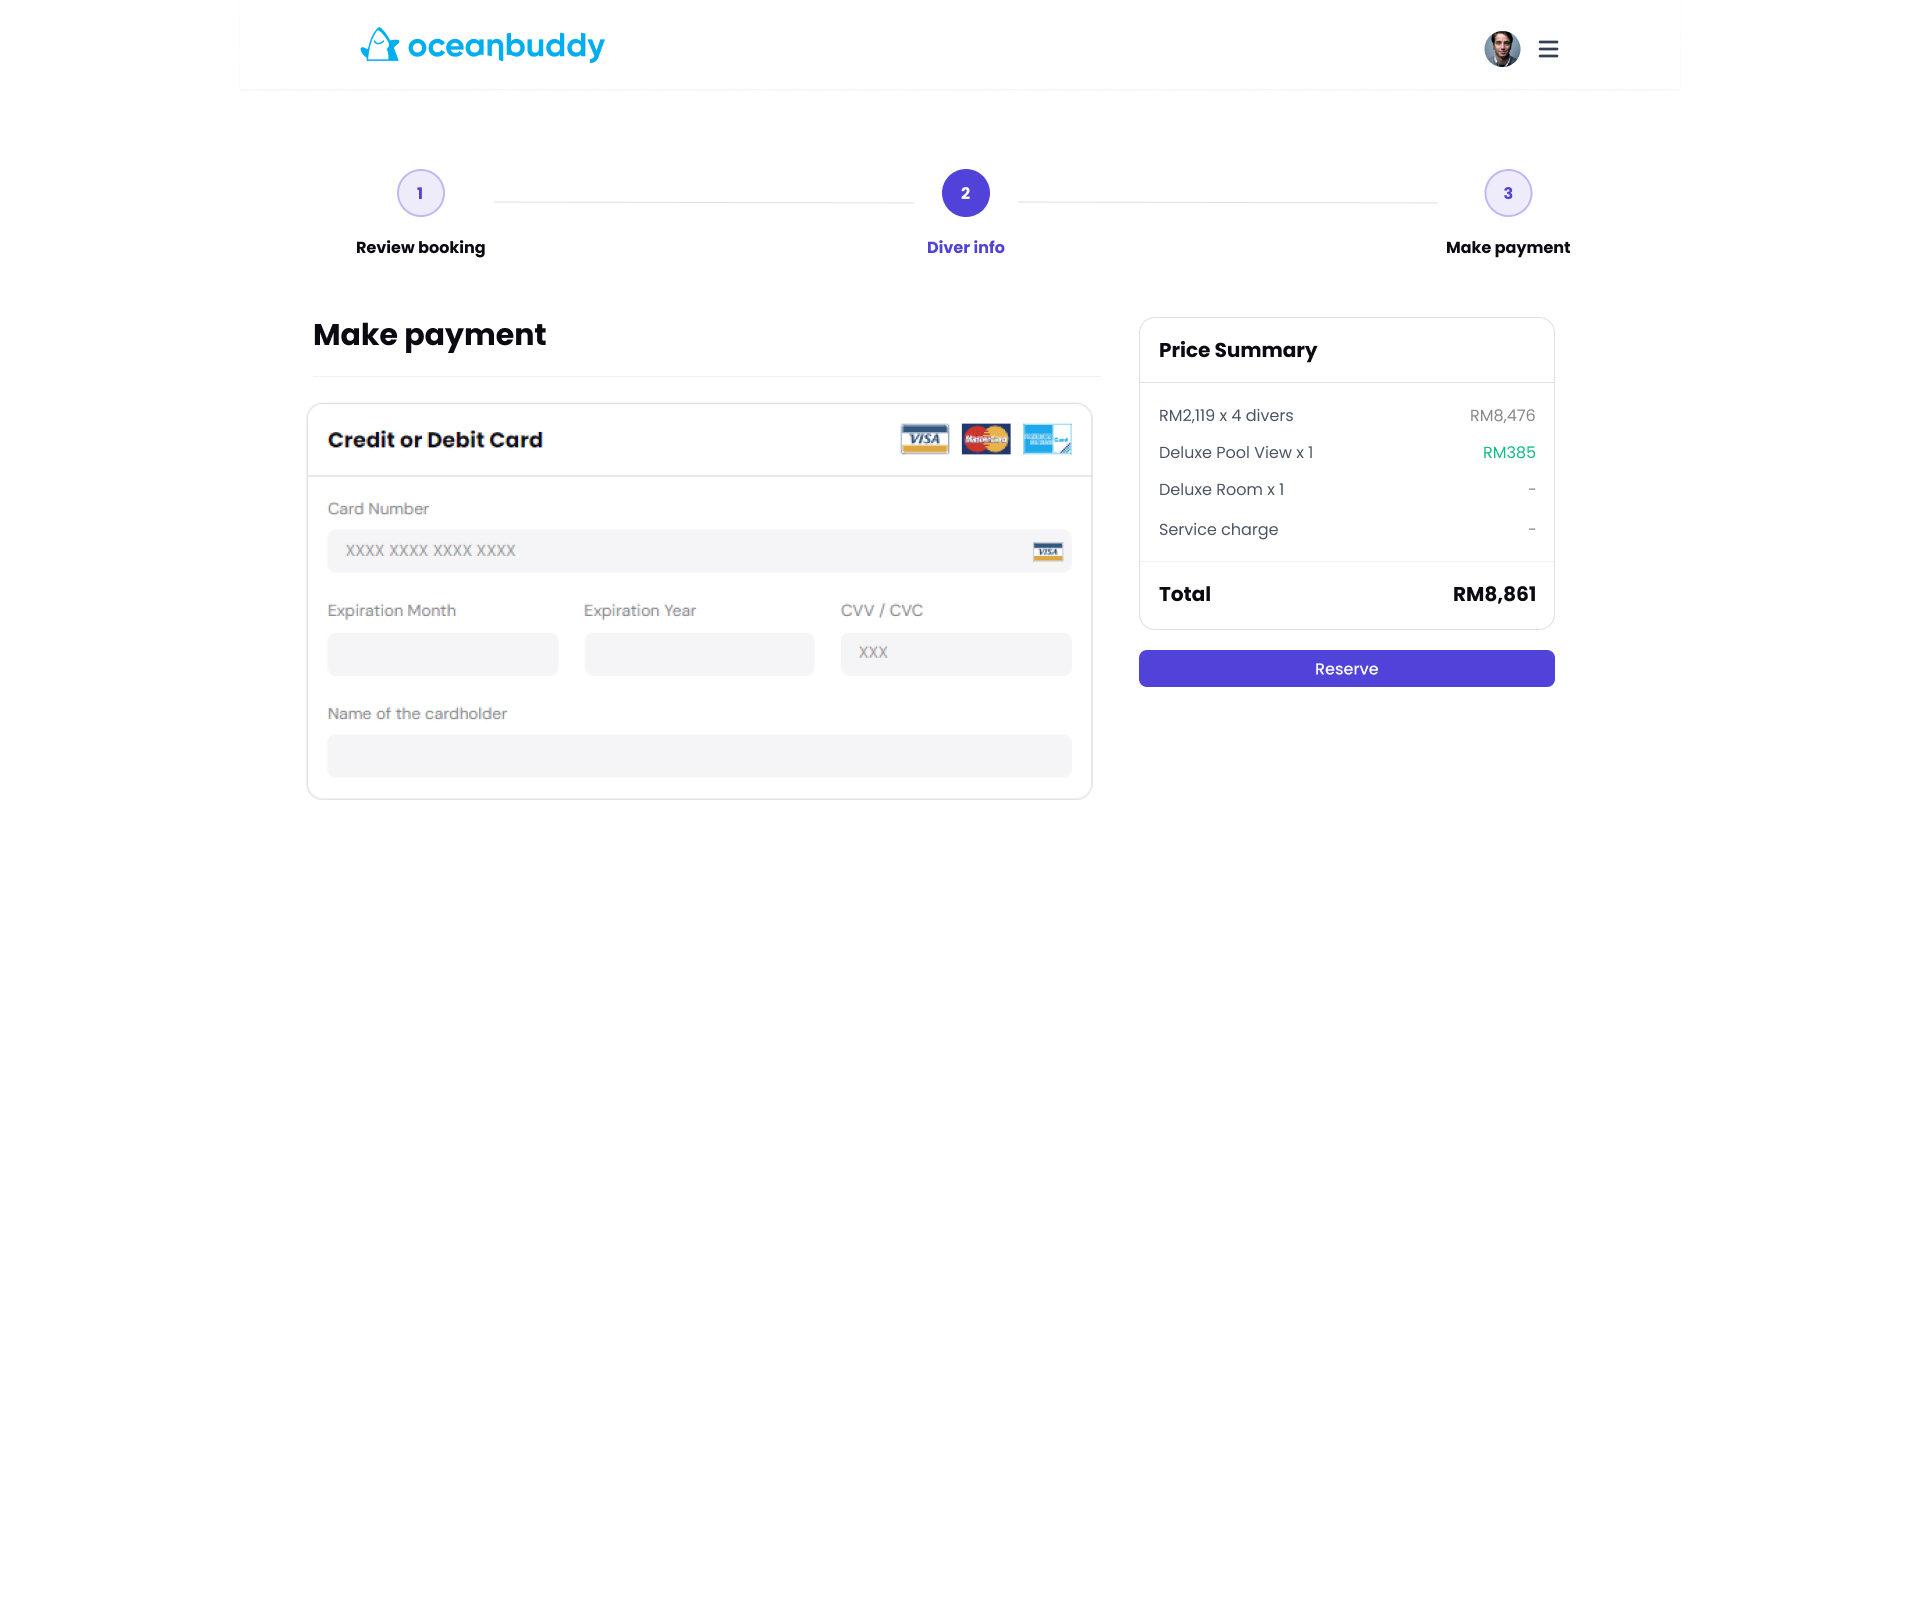 oceanbuddy
1
2
3
Review booking
Diver info
Make payment
Make payment
Credit or Debit Card
VISA
MasterCard
Card Number
XXXX XXXX XXXX XXXX
VISA
Expiration Month
Expiration Year
CVV / CVC
XXX
Name of the cardholder
Price Summary
RM2,119 x 4 divers
RM8,476
Deluxe Pool View x 1
RM385
Deluxe Room x 1
-
Service charge
-
Total
RM8,861
Reserve